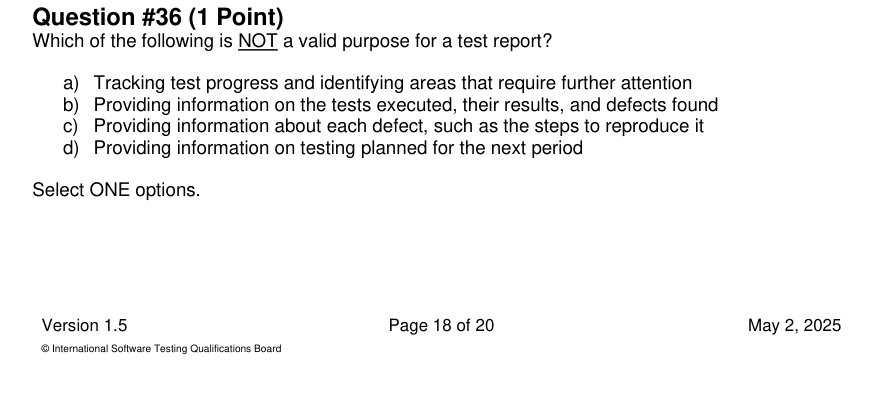 Question #36 (1 Point)
Which of the following is NOT a valid purpose for a test report?
a) Tracking test progress and identifying areas that require further attention
b) Providing information on the tests executed, their results, and defects found
c) Providing information about each defect, such as the steps to reproduce it
d) Providing information on testing planned for the next period
Select ONE options.
Version 1.5 Page 18 of 20 May 2, 2025
© International Software Testing Qualifications Board